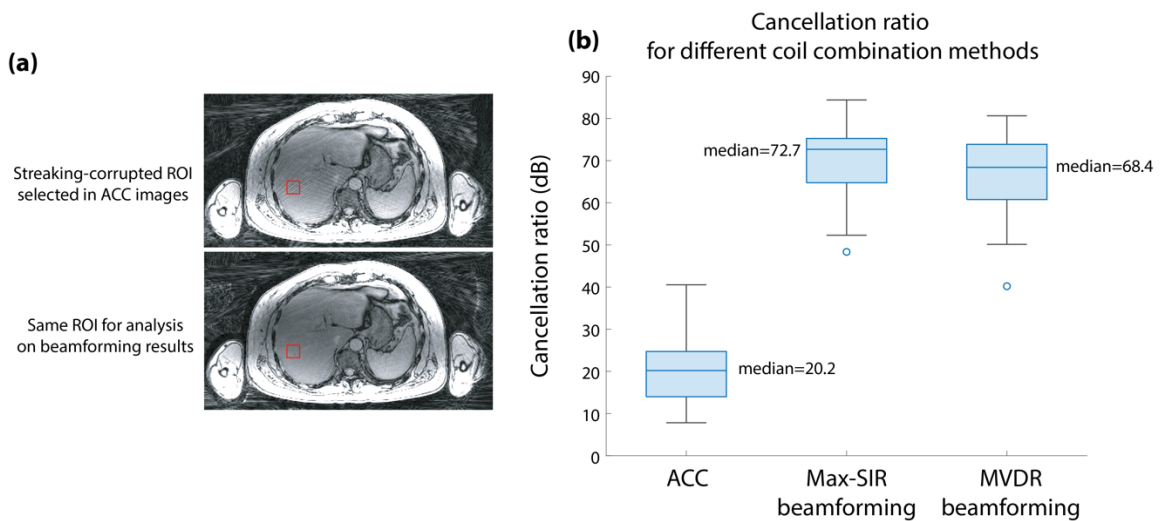 (a)
Streaking-corrupted ROI
selected in ACC images
Same ROI for analysis
on beamforming results
(b)
Cancellation ratio
for different coil combination methods
Cancellation ratio (dB)
90
80
70
60
50
40
30
20
10
0
median=20.2
median=72.7
median=68.4
ACC
Max-SIR
beamforming
MVDR
beamforming